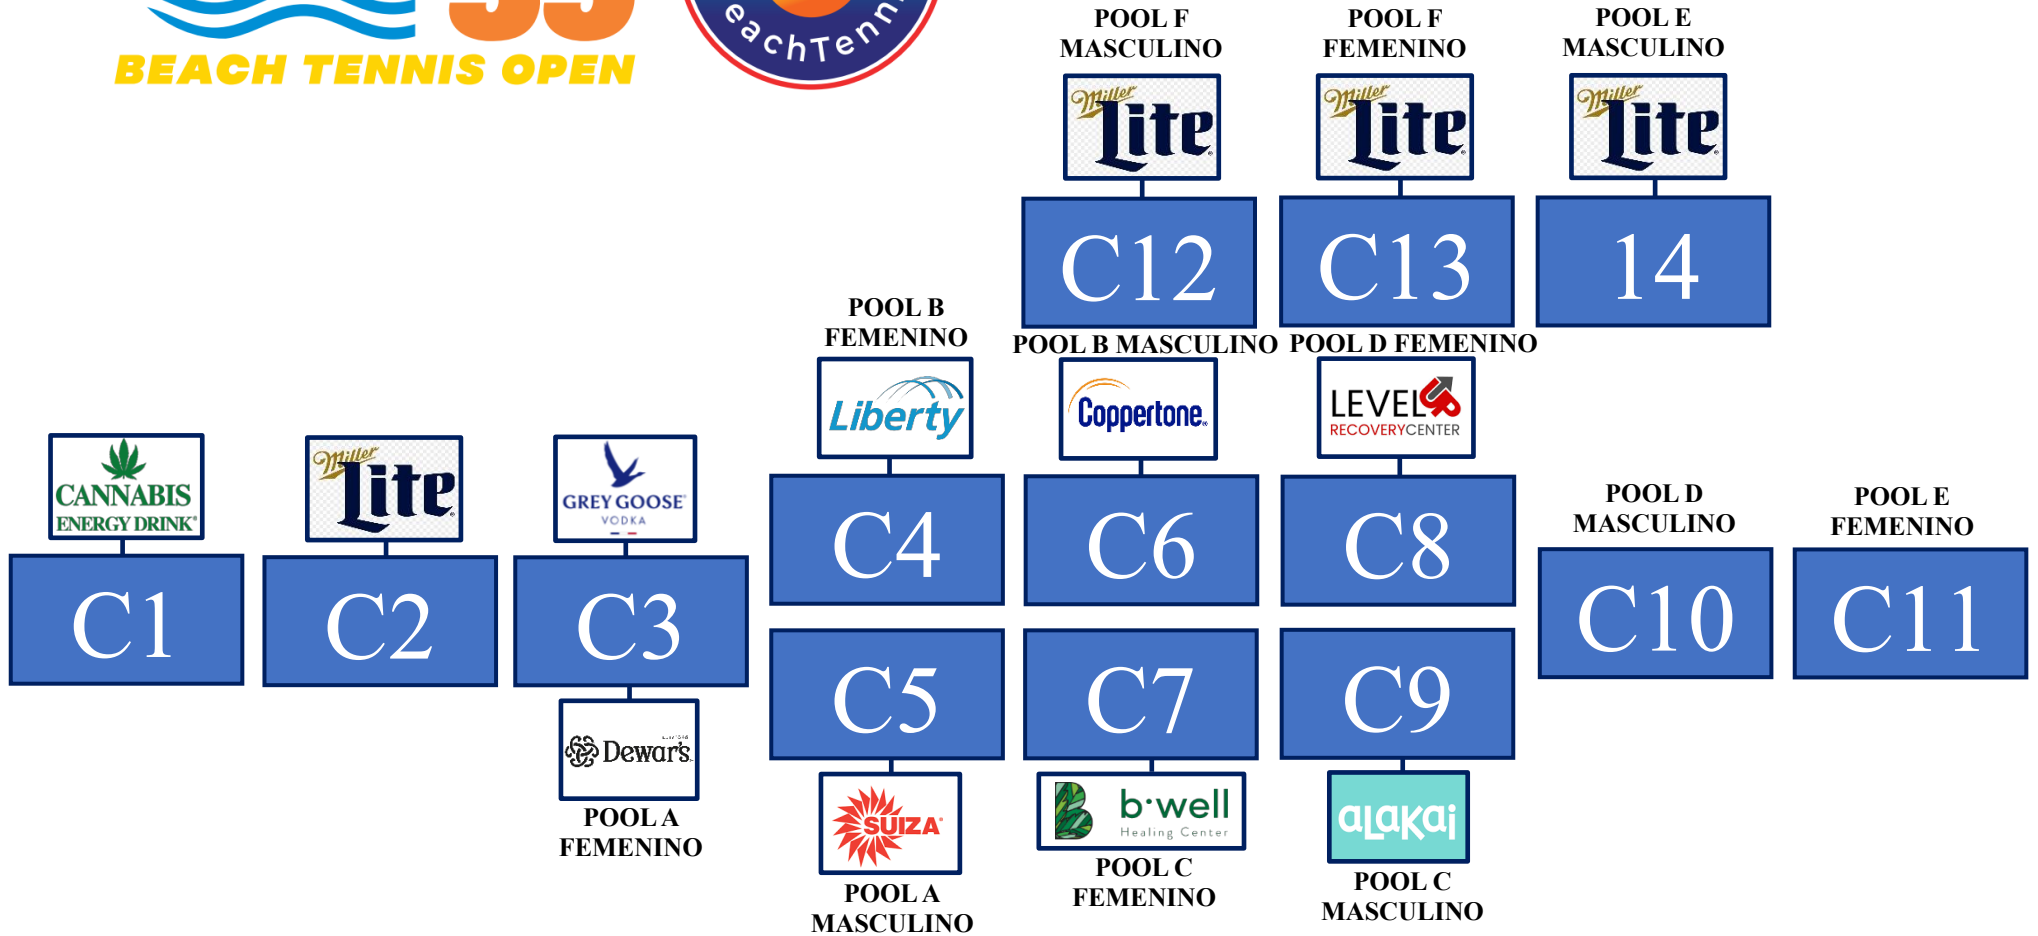 BEACH TENNIS OPEN
POOL F
MASCULINO
POOL F
FEMENINO
POOL E
MASCULINO
Miller
Lite
Miller
Lite
Miller
Lite
C12
C13
14
POOL B
FEMENINO
POOL B MASCULINO
POOL D FEMENINO
Liberty
Coppertone
LEVEL UP
RECOVERYCENTER
CANNABIS
ENERGY DRINK
Miller
Lite
GREY GOOSE
VODKA
C4
C6
C8
POOL D
MASCULINO
POOL E
FEMENINO
C1
C2
C3
C10
C11
C5
C7
C9
Dewar's
POOL A
FEMENINO
SUIZA
b·well
Healing Center
aLaKai
POOL A
MASCULINO
POOL C
FEMENINO
POOL C
MASCULINO